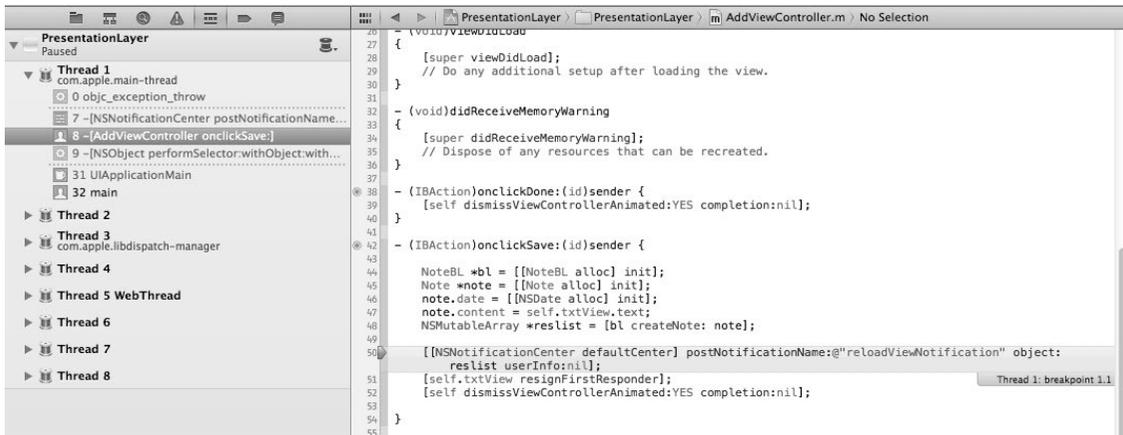 PresentationLayer
Paused
Thread 1
com.apple.main-thread
0 objc_exception_throw
7 -[NSNotificationCenter postNotificationName...
8 -[AddViewController onclickSave:]
9 -[NSObject performSelector:withObject:with...
31 UIApplicationMain
32 main
Thread 2
Thread 3
com.apple.libdispatch-manager
Thread 4
Thread 5 WebThread
Thread 6
Thread 7
Thread 8
PresentationLayer PresentationLayer m AddViewController.m No Selection
26 - (void)viewDidLoad
27 {
28 [super viewDidLoad];
29 // Do any additional setup after loading the view.
30 }
31
32 - (void)didReceiveMemoryWarning
33 {
34 [super didReceiveMemoryWarning];
35 // Dispose of any resources that can be recreated.
36 }
37
38 - (IBAction)onclickDone:(id)sender {
39 [self dismissViewControllerAnimated:YES completion:nil];
40 }
41
42 - (IBAction)onclickSave:(id)sender {
43
44 NoteBL *bl = [[NoteBL alloc] init];
45 Note *note = [[Note alloc] init];
46 note.date = [[NSDate alloc] init];
47 note.content = self.txtView.text;
48 NSMutableArray *reslist = [bl createNote: note];
49
50 [[NSNotificationCenter defaultCenter] postNotificationName:@"reloadViewNotification" object:
reslist userInfo:nil];
51 [self.txtView resignFirstResponder]; Thread 1: breakpoint 1.1
52 [self dismissViewControllerAnimated:YES completion:nil];
53
54 }
55